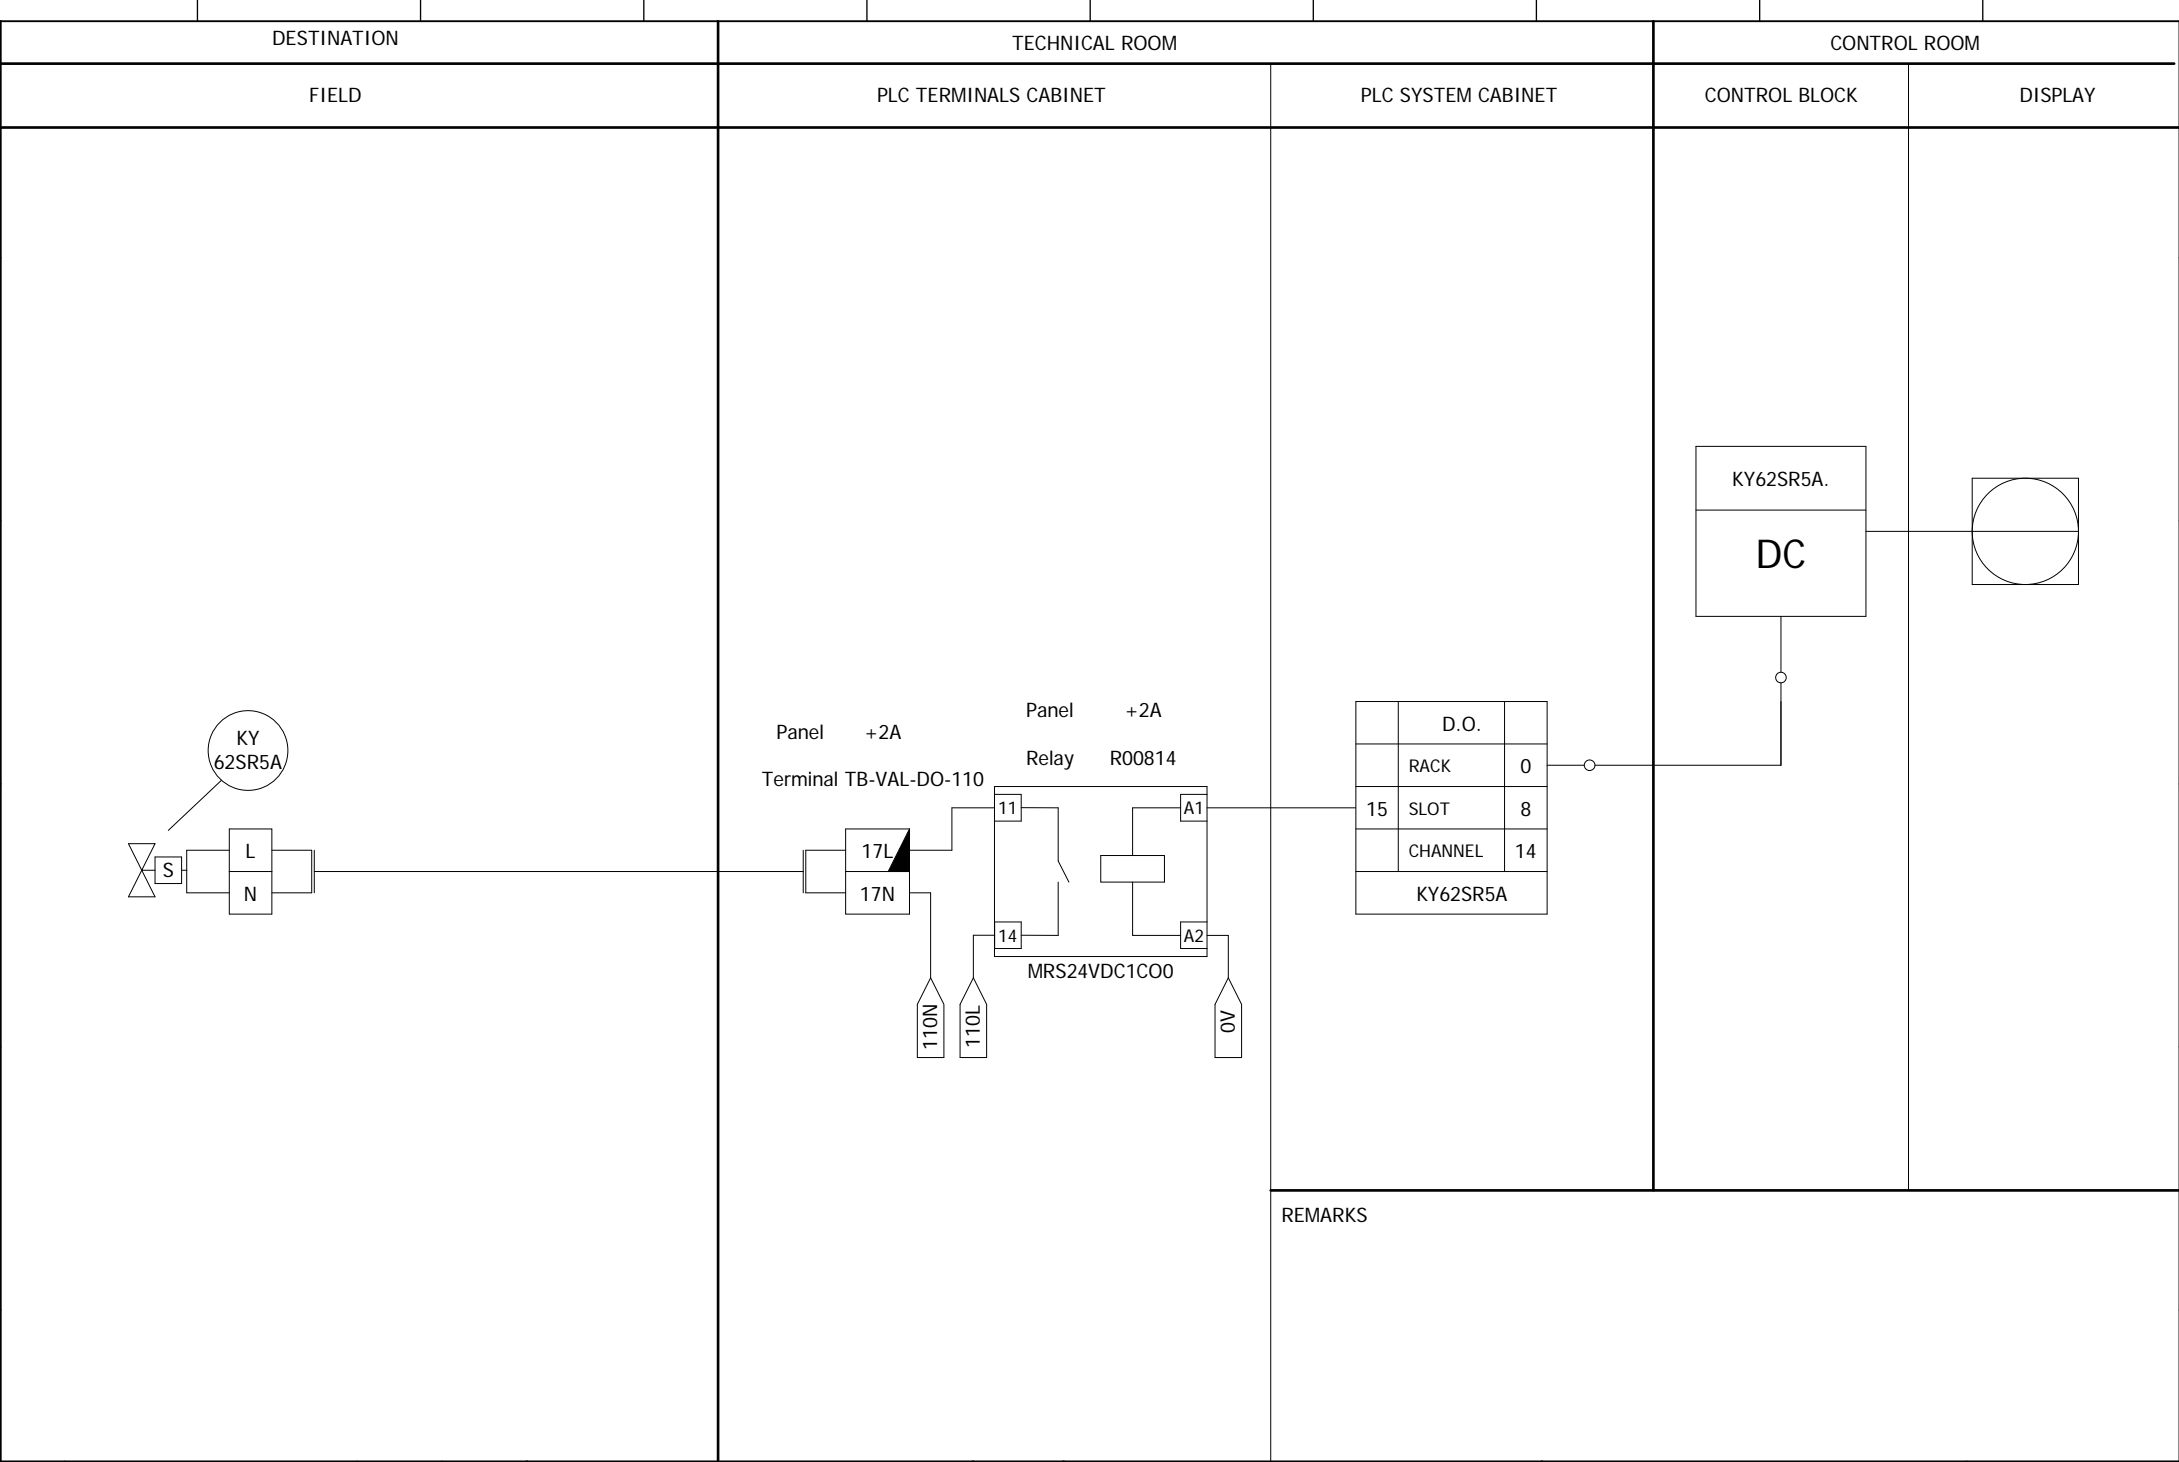 DESTINATION
TECHNICAL ROOM
CONTROL ROOM
FIELD
PLC TERMINALS CABINET
PLC SYSTEM CABINET
CONTROL BLOCK
DISPLAY
KY
62SR5A
S
L
N
Panel +2A
Terminal TB-VAL-DO-110
17L
17N
110N
110L
Panel +2A
Relay R00814
11
14
A1
A2
MRS24VDC1CO0
0V
D.O.
RACK 0
15 SLOT 8
CHANNEL 14
KY62SR5A
KY62SR5A.
DC
REMARKS